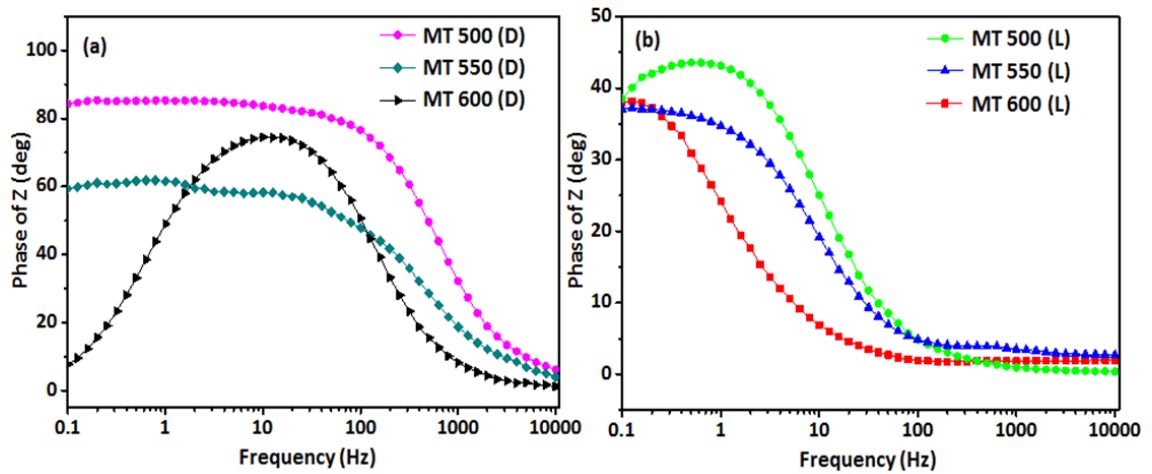 (a)
MT 500 (D)
MT 550 (D)
MT 600 (D)
100
80
60
40
20
0
Phase of Z (deg)
0.1 1 10 100 1000 10000
Frequency (Hz)
(b)
MT 500 (L)
MT 550 (L)
MT 600 (L)
50
40
30
20
10
0
Phase of Z (deg)
0.1 1 10 100 1000 10000
Frequency (Hz)